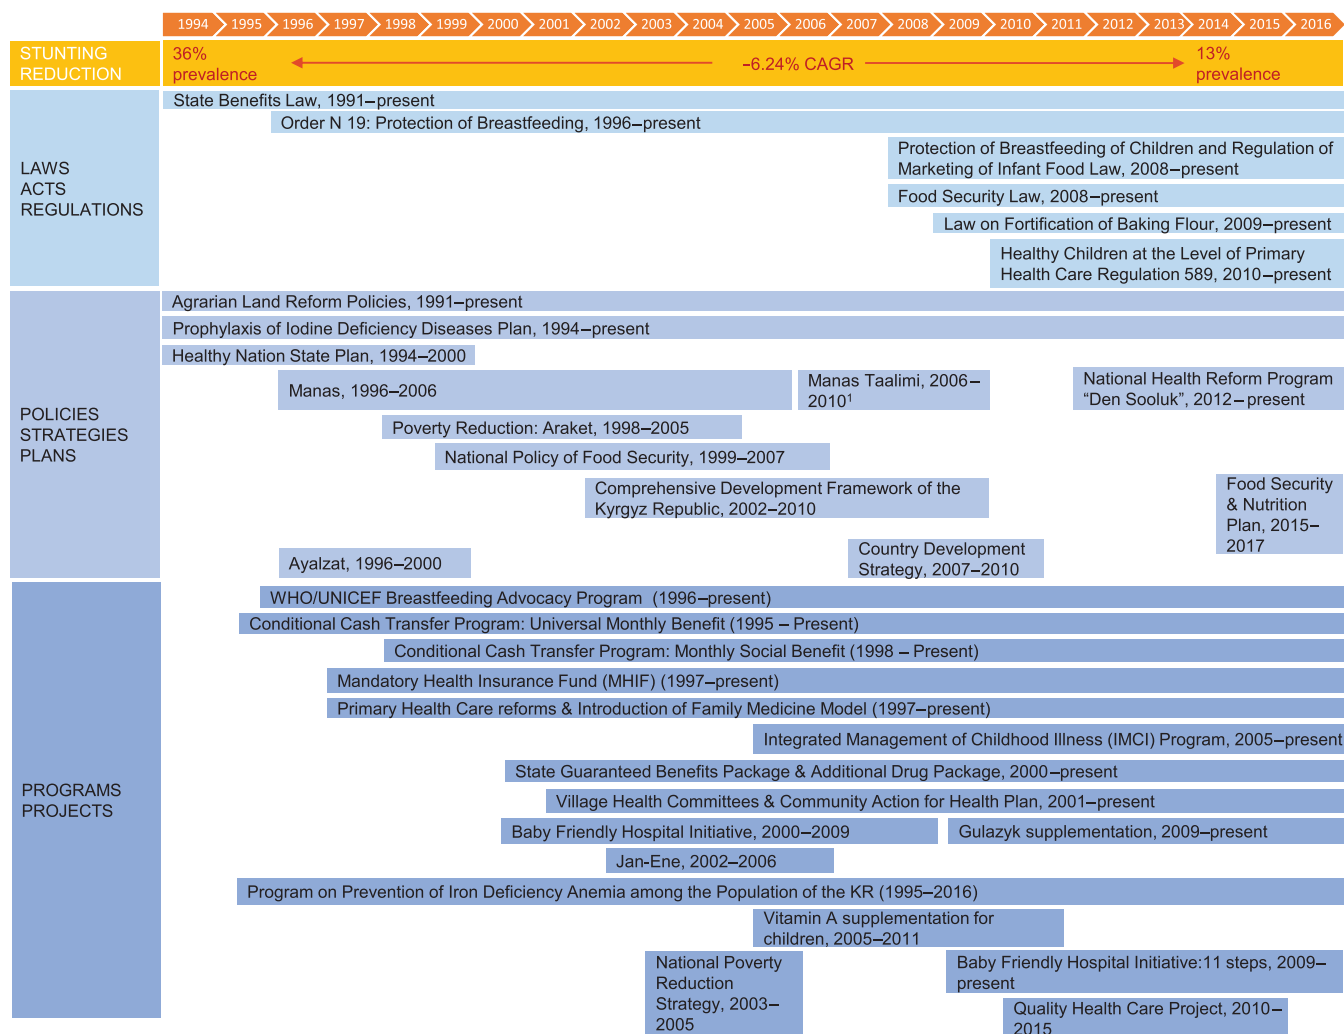 1994 1995 1996 1997 1998 1999 2000 2001 2002 2003 2004 2005 2006 2007 2008 2009 2010 2011 2012 2013 2014 2015 2016
STUNTING
REDUCTION
36%
prevalence
–6.24% CAGR
13%
prevalence
LAWS
ACTS
REGULATIONS
State Benefits Law, 1991–present
Order N 19: Protection of Breastfeeding, 1996–present
Protection of Breastfeeding of Children and Regulation of
Marketing of Infant Food Law, 2008–present
Food Security Law, 2008–present
Law on Fortification of Baking Flour, 2009–present
Healthy Children at the Level of Primary
Health Care Regulation 589, 2010–present
POLICIES
STRATEGIES
PLANS
Agrarian Land Reform Policies, 1991–present
Prophylaxis of Iodine Deficiency Diseases Plan, 1994–present
Healthy Nation State Plan, 1994–2000
Manas, 1996–2006
Manas Taalimi, 2006–
2010¹
National Health Reform Program
“Den Sooluk”, 2012–present
Poverty Reduction: Araket, 1998–2005
National Policy of Food Security, 1999–2007
Comprehensive Development Framework of the
Kyrgyz Republic, 2002–2010
Food Security
& Nutrition
Plan, 2015–
2017
Ayalzat, 1996–2000
Country Development
Strategy, 2007–2010
PROGRAMS
PROJECTS
WHO/UNICEF Breastfeeding Advocacy Program (1996–present)
Conditional Cash Transfer Program: Universal Monthly Benefit (1995 – Present)
Conditional Cash Transfer Program: Monthly Social Benefit (1998 – Present)
Mandatory Health Insurance Fund (MHIF) (1997–present)
Primary Health Care reforms & Introduction of Family Medicine Model (1997–present)
Integrated Management of Childhood Illness (IMCI) Program, 2005–present
State Guaranteed Benefits Package & Additional Drug Package, 2000–present
Village Health Committees & Community Action for Health Plan, 2001–present
Baby Friendly Hospital Initiative, 2000–2009
Gulazyk supplementation, 2009–present
Jan-Ene, 2002–2006
Program on Prevention of Iron Deficiency Anemia among the Population of the KR (1995–2016)
Vitamin A supplementation for
children, 2005–2011
National Poverty
Reduction
Strategy, 2003–
2005
Baby Friendly Hospital Initiative:11 steps, 2009–
present
Quality Health Care Project, 2010–
2015